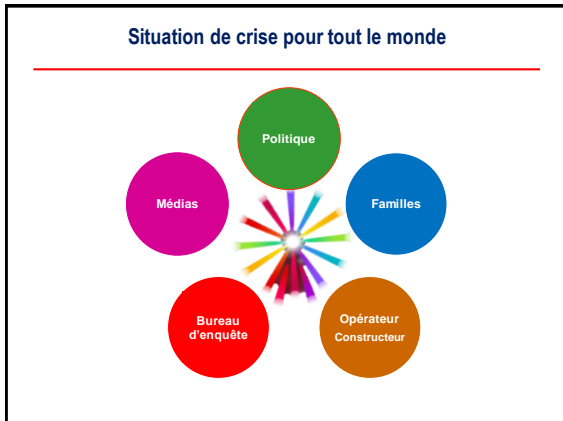 Situation de crise pour tout le monde
Politique
Médias
Familles
Bureau
d’enquête
Opérateur
Constructeur